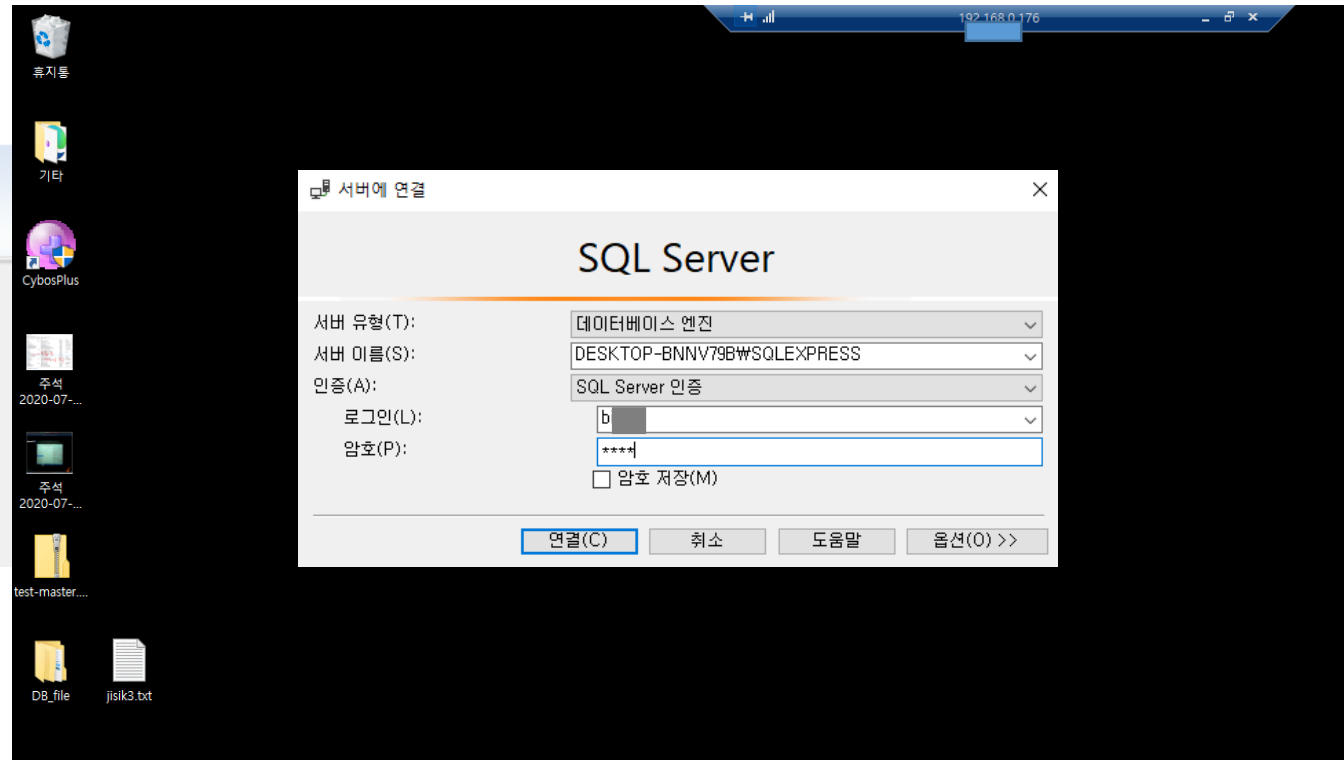 192.168.0.176
휴지통
기타
CybosPlus
주석
2020-07-...
주석
2020-07-...
test-master....
DB_file
jisik3.txt
서버에 연결
SQL Server
서버 유형(T):
데이터베이스 엔진
서버 이름(S):
DESKTOP-BNNV79B₩SQLEXPRESS
인증(A):
SQL Server 인증
로그인(L):
b
암호(P):
****
암호 저장(M)
연결(C)
취소
도움말
옵션(O) >>